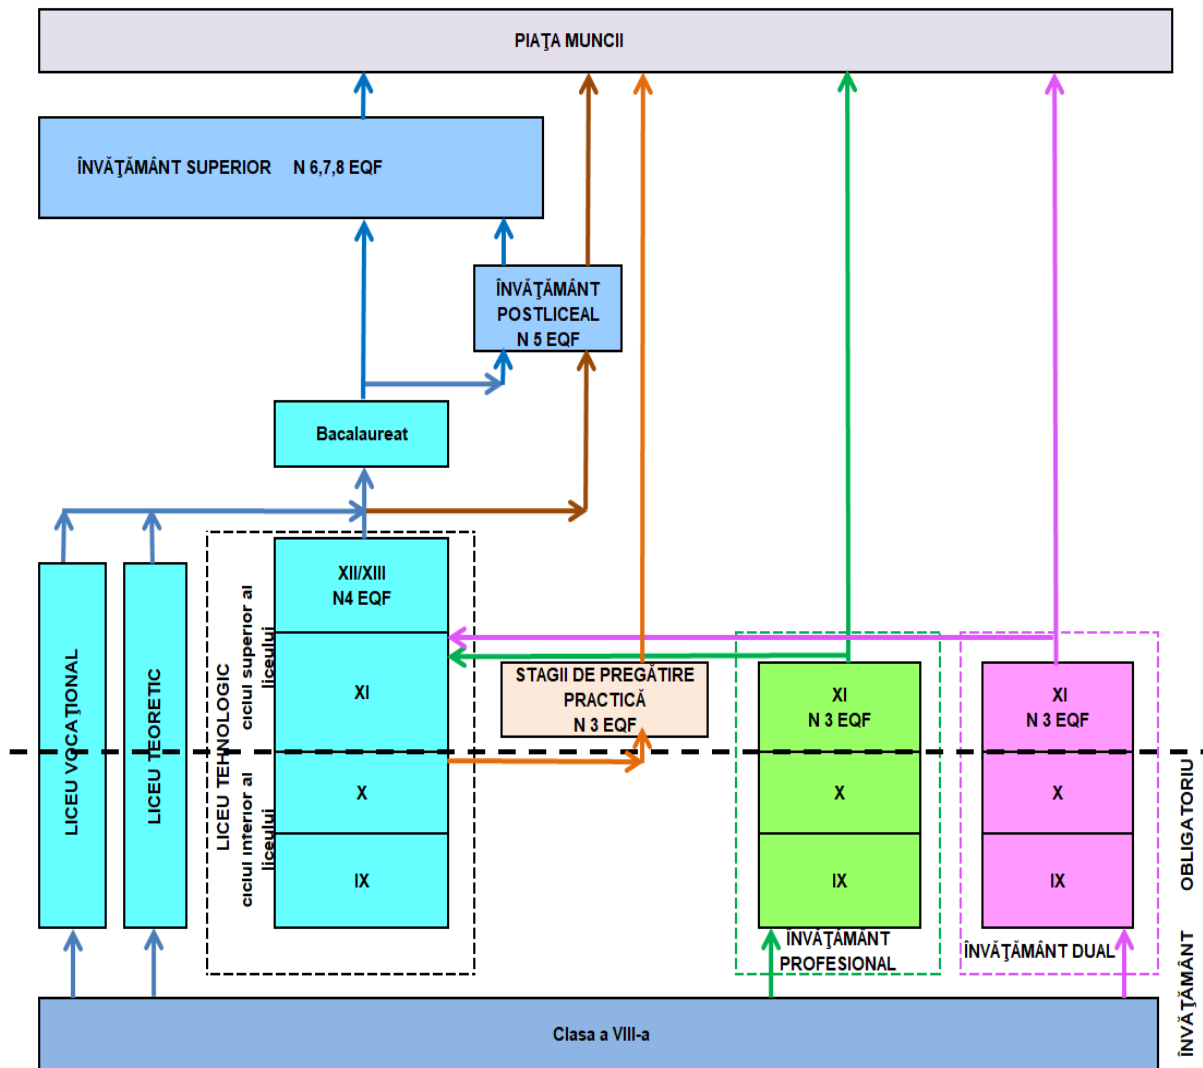 PIAŢA MUNCII
ÎNVĂŢĂMÂNT SUPERIOR N 6,7,8 EQF
ÎNVĂŢĂMÂNT
POSTLICEAL
N 5 EQF
Bacalaureat
LICEU VOCAŢIONAL
LICEU TEORETIC
LICEU TEHNOLOGIC
ciclul superior al
liceului
ciclul inferior al
liceului
XII/XIII
N4 EQF
XI
X
IX
STAGII DE PREGĂTIRE
PRACTICĂ
N 3 EQF
XI
N 3 EQF
X
IX
ÎNVĂŢĂMÂNT
PROFESIONAL
XI
N 3 EQF
X
IX
ÎNVĂŢĂMÂNT DUAL
ÎNVĂŢĂMÂNT OBLIGATORIU
Clasa a VIII-a